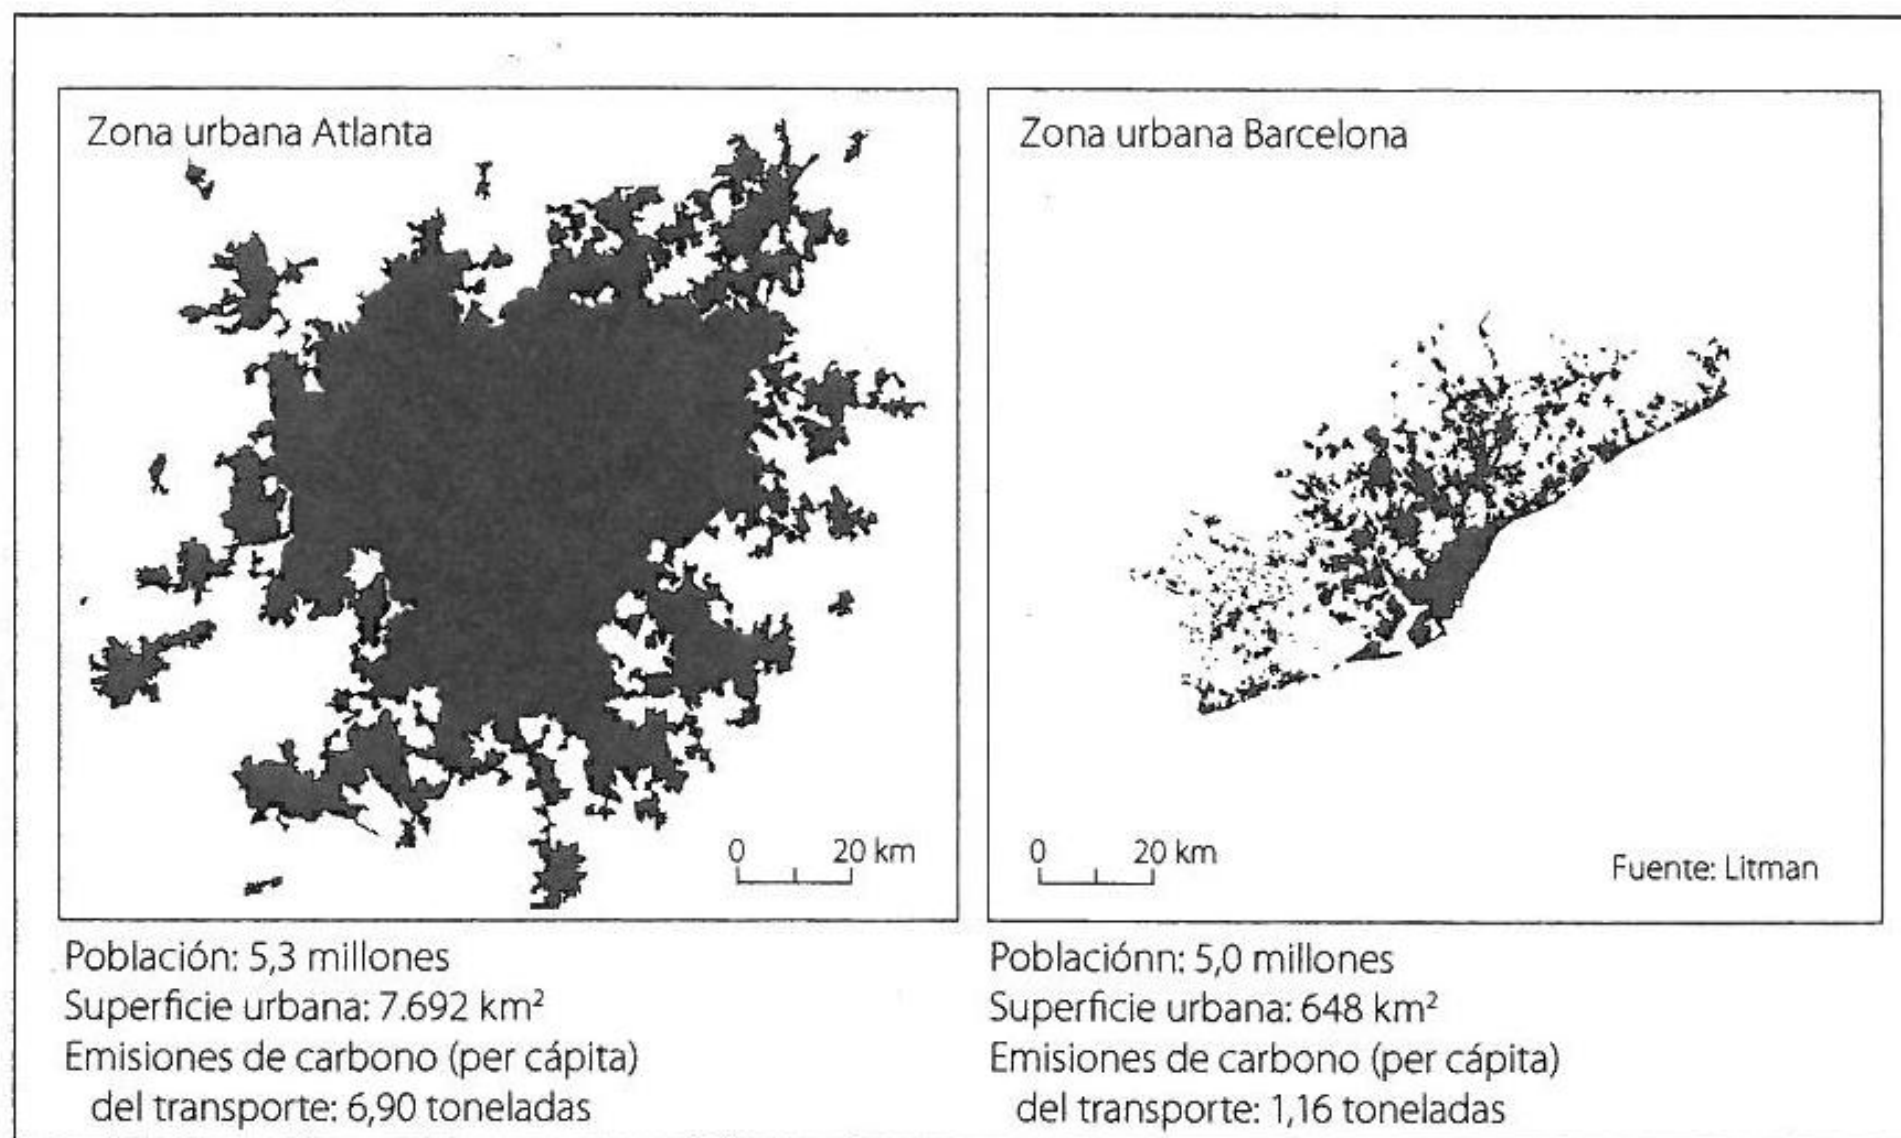 Zona urbana Atlanta
0 20 km
Población: 5,3 millones
Superficie urbana: 7.692 km²
Emisiones de carbono (per cápita)
del transporte: 6,90 toneladas
Zona urbana Barcelona
0 20 km
Fuente: Litman
Poblaciónn: 5,0 millones
Superficie urbana: 648 km²
Emisiones de carbono (per cápita)
del transporte: 1,16 toneladas